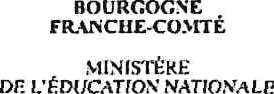 BOURGOGNE
FRANCHE-COMTÉ
MINISTÈRE
DE L'ÉDUCATION NATIONALE